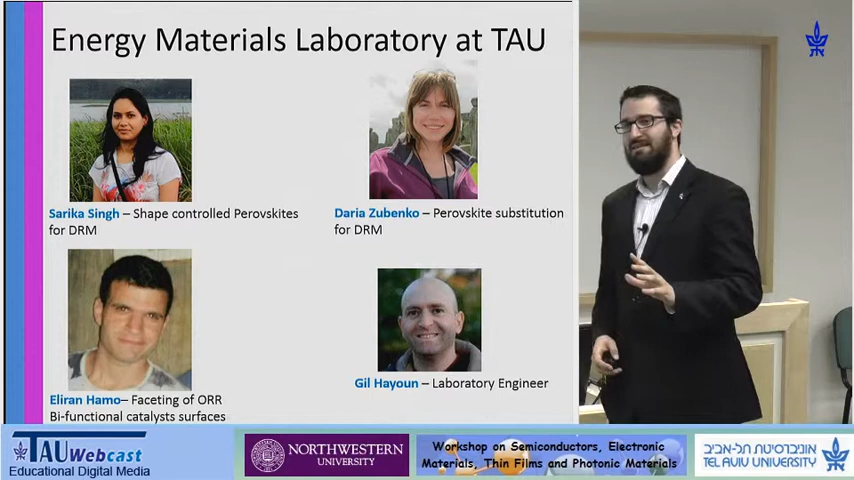 Energy Materials Laboratory at TAU
Sarika Singh – Shape controlled Perovskites
for DRM
Daria Zubenko – Perovskite substitution
for DRM
Eliran Hamo– Faceting of ORR
Bi-functional catalysts surfaces
Gil Hayoun – Laboratory Engineer
TAU Webcast
Educational Digital Media
NORTHWESTERN
UNIVERSITY
Workshop on Semiconductors, Electronic
Materials, Thin Films and Photonic Materials
אוניברסיטת תל-אביב
TEL AVIV UNIVERSITY